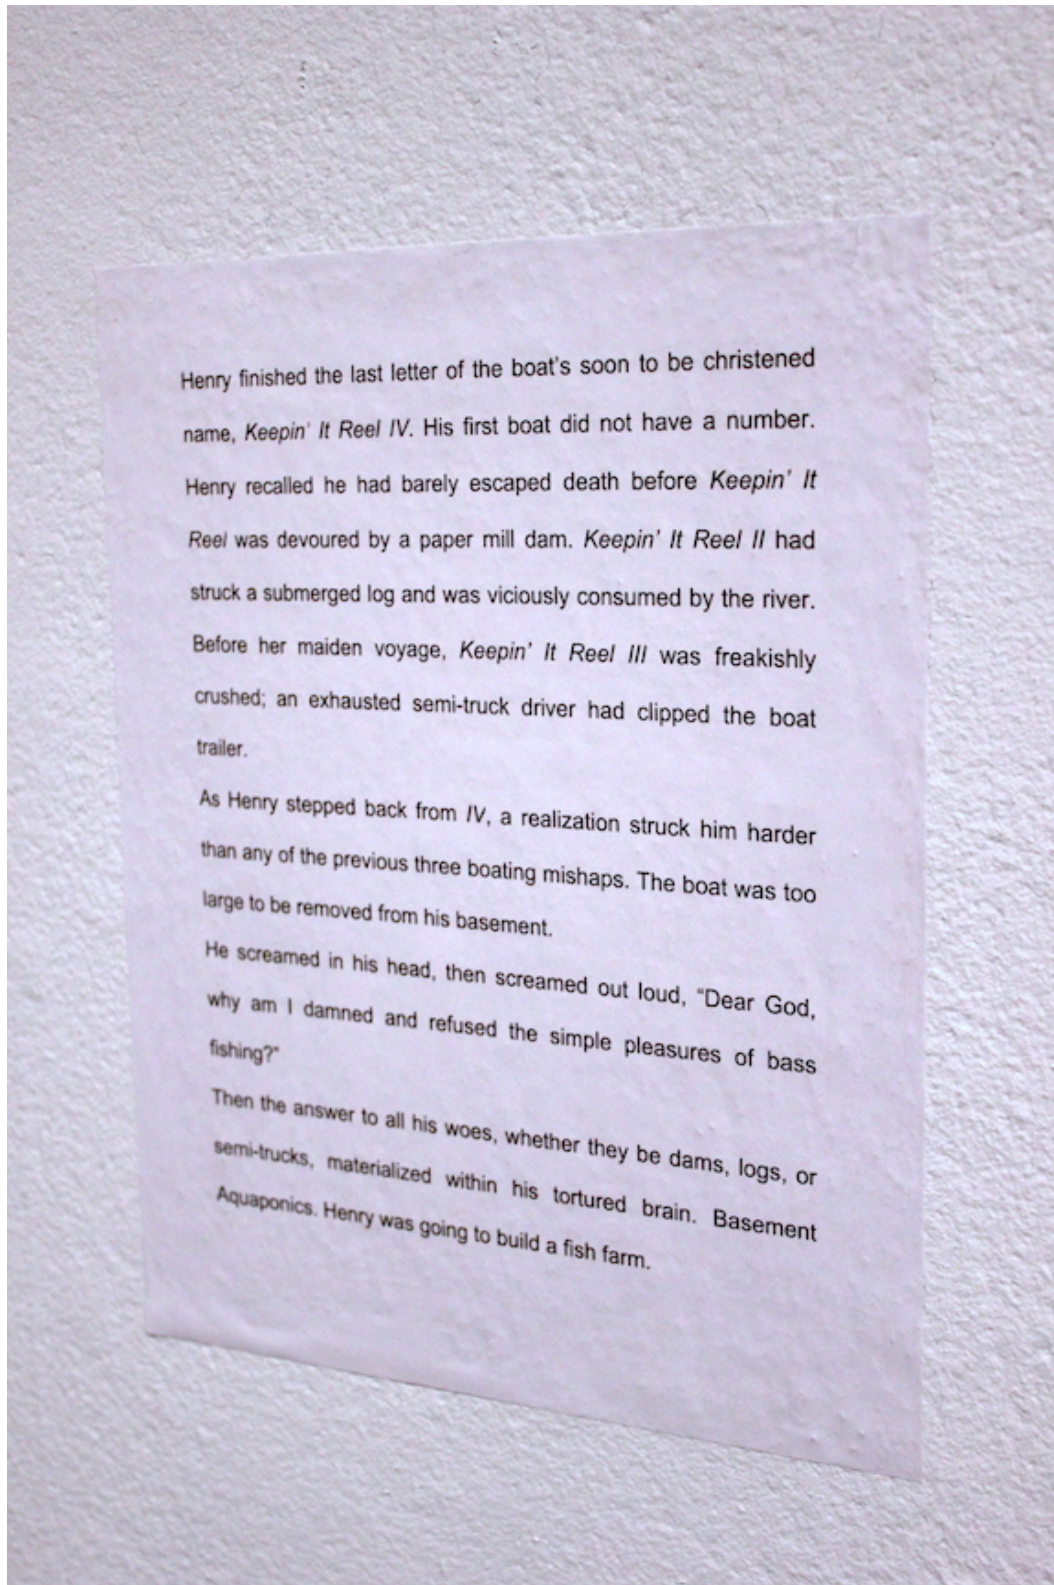 Henry finished the last letter of the boat's soon to be christened
name, Keepin' It Reel IV. His first boat did not have a number.
Henry recalled he had barely escaped death before Keepin' It
Reel was devoured by a paper mill dam. Keepin' It Reel II had
struck a submerged log and was viciously consumed by the river.
Before her maiden voyage, Keepin' It Reel III was freakishly
crushed; an exhausted semi-truck driver had clipped the boat
trailer.
As Henry stepped back from IV, a realization struck him harder
than any of the previous three boating mishaps. The boat was too
large to be removed from his basement.
He screamed in his head, then screamed out loud, “Dear God,
why am I damned and refused the simple pleasures of bass
fishing?”
Then the answer to all his woes, whether they be dams, logs, or
semi-trucks, materialized within his tortured brain. Basement
Aquaponics. Henry was going to build a fish farm.